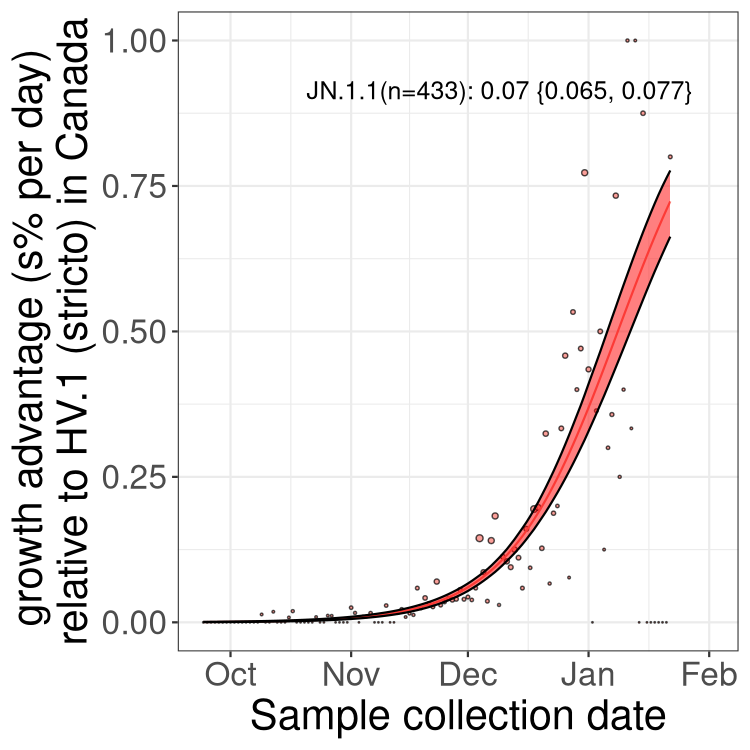 growth advantage (s% per day)
relative to HV.1 (stricto) in Canada
1.00
0.75
0.50
0.25
0.00
JN.1.1(n=433): 0.07 {0.065, 0.077}
Oct Nov Dec Jan Feb
Sample collection date